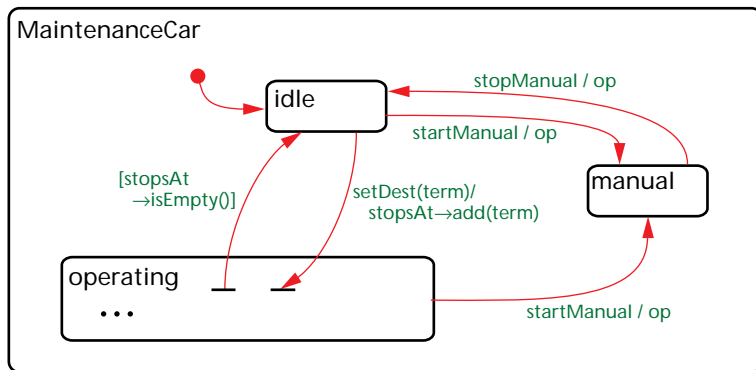 MaintenanceCar
idle
stopManual / op
startManual / op
[stopsAt
→isEmpty()]
setDest(term)/
stopsAt→add(term)
manual
operating
...
startManual / op